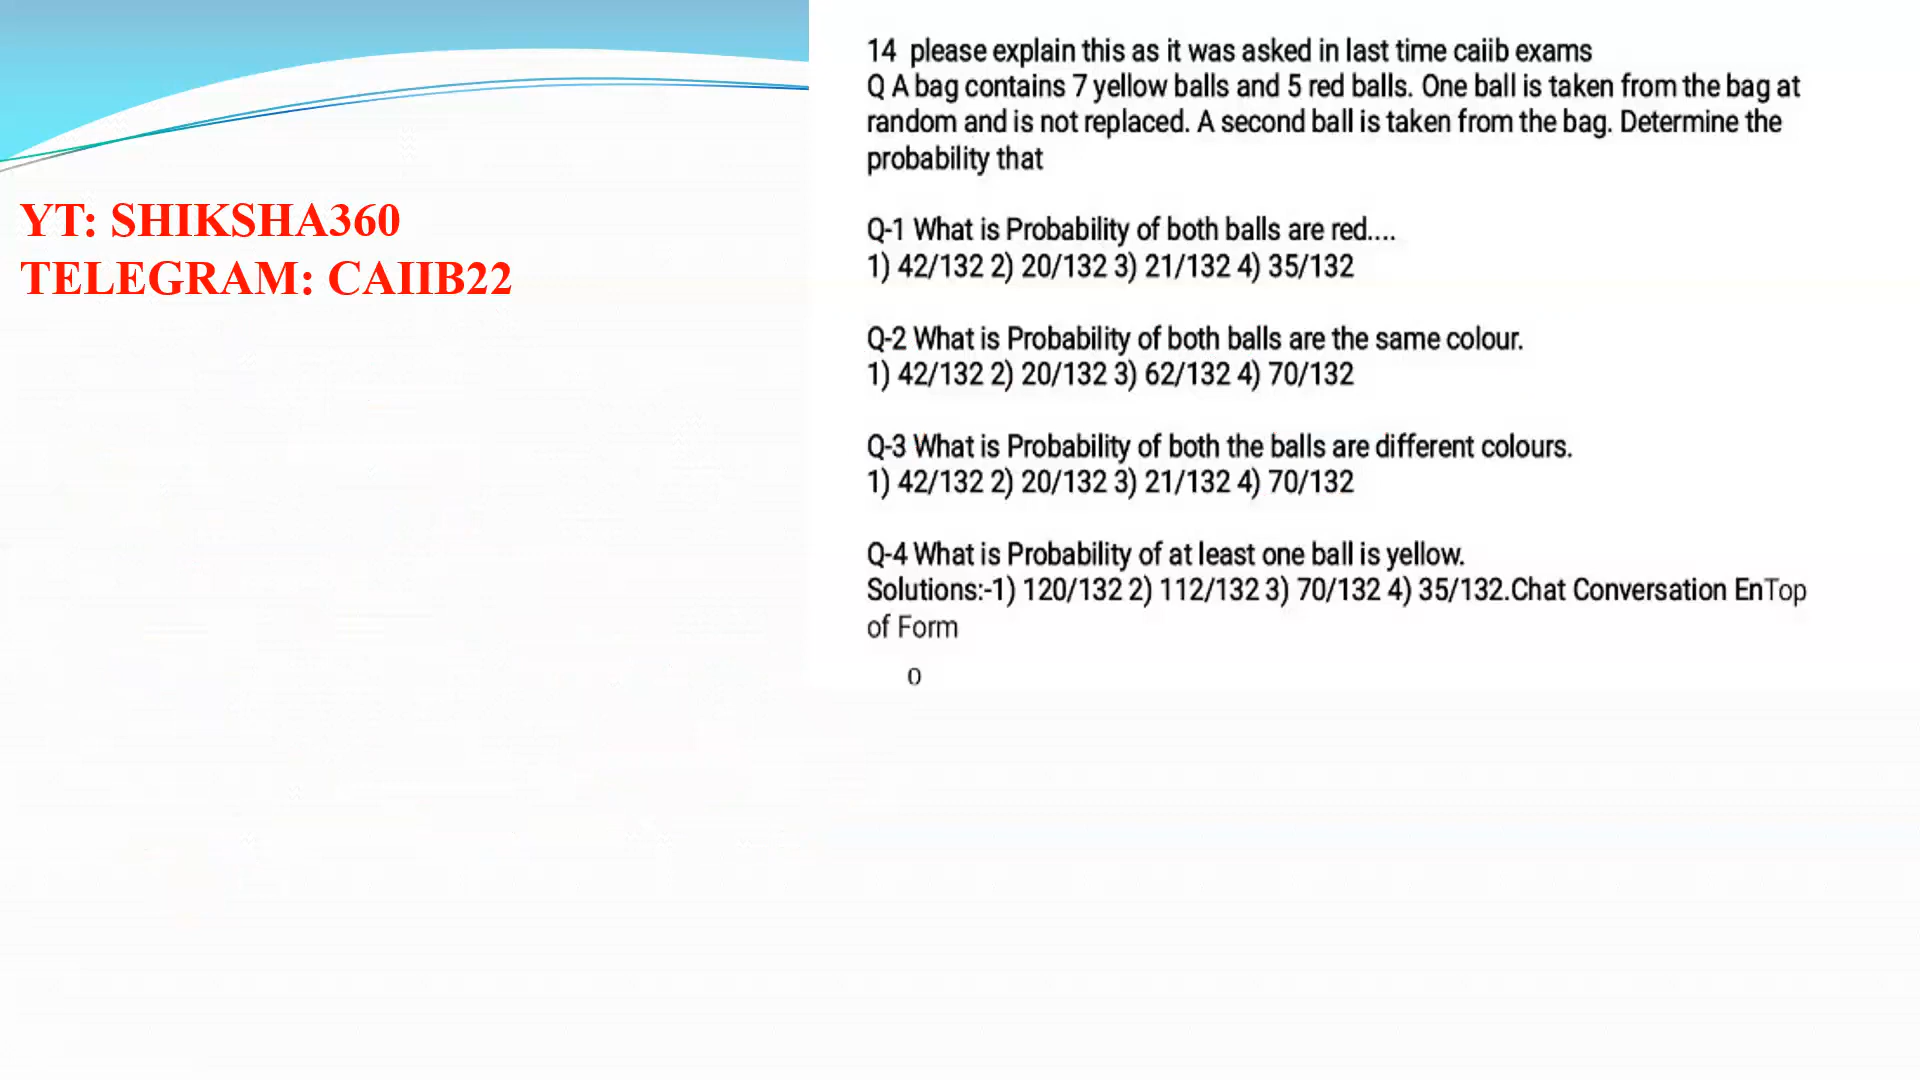 YT: SHIKSHA360
TELEGRAM: CAIIB22
14 please explain this as it was asked in last time caiib exams
Q A bag contains 7 yellow balls and 5 red balls. One ball is taken from the bag at
random and is not replaced. A second ball is taken from the bag. Determine the
probability that
Q-1 What is Probability of both balls are red....
1) 42/132 2) 20/132 3) 21/132 4) 35/132
Q-2 What is Probability of both balls are the same colour.
1) 42/132 2) 20/132 3) 62/132 4) 70/132
Q-3 What is Probability of both the balls are different colours.
1) 42/132 2) 20/132 3) 21/132 4) 70/132
Q-4 What is Probability of at least one ball is yellow.
Solutions:-1) 120/132 2) 112/132 3) 70/132 4) 35/132.Chat Conversation EnTop
of Form
0